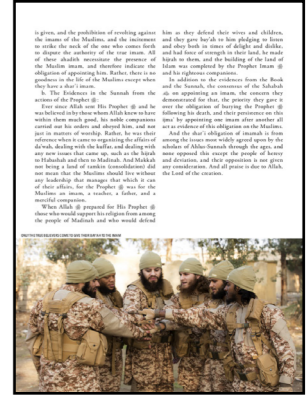 is given, and the prohibition of revolting against
the imams of the Muslims, and the incitement
to strike the neck of the one who comes forth
to dispute the authority of the true imam. All
of these ahadith necessitate the presence of
the Muslim imam, and therefore indicate the
obligation of appointing him. Rather, there is no
goodness in the life of the Muslims except when
they have a shar'i imam.
b. The Evidences in the Sunnah from the
actions of the Prophet ﷺ:
Ever since Allah sent His Prophet ﷺ and he
was believed in by those whom Allah knew to have
within them much good, his noble companions
carried out his orders and obeyed him, and not
just in matters of worship. Rather, he was their
reference when it came to organizing the affairs of
da'wah, dealing with the kuffar, and dealing with
any new issues that came up, such as the hijrah
to Habashah and then to Madinah. And Makkah
not being a land of tamkin (consolidation) did
not mean that the Muslims should live without
any leadership that manages that which it can
of their affairs, for the Prophet ﷺ was for the
Muslims an imam, a teacher, a father, and a
merciful companion.
When Allah ﷻ prepared for His Prophet ﷺ
those who would support his religion from among
the people of Madinah and who would defend
him as they defend their wives and children,
and they gave bay'ah to him pledging to listen
and obey both in times of delight and dislike,
and had force of strength in their land, he made
hijrah to them, and the building of the land of
Islam was completed by the Prophet Imam ﷺ
and his righteous companions.
In addition to the evidences from the Book
and the Sunnah, the consensus of the Sahabah
on appointing an imam, the concern they
demonstrated for that, the priority they gave it
over the obligation of burying the Prophet ﷺ
following his death, and their persistence on this
ijma' by appointing one imam after another all
act as evidence of this obligation on the Muslims.
And the shar'i obligation of imamah is from
among the issues most widely agreed upon by the
scholars of Ahlus-Sunnah through the ages, and
none opposed this except the people of heresy
and deviation, and their opposition is not given
any consideration. And all praise is due to Allah,
the Lord of the creation.